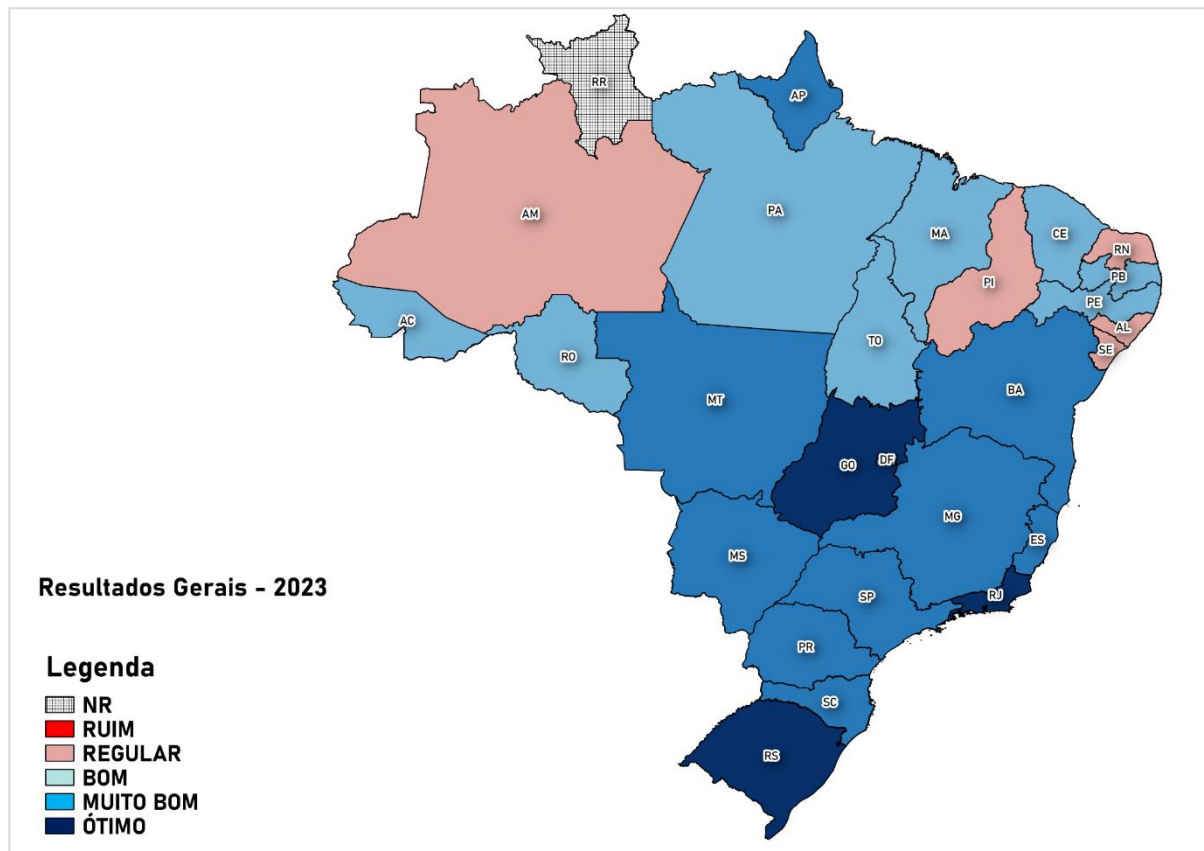 RR
AP
AM
PA
MA
CE
RN
PB
PE
PI
AL
SE
AC
RO
TO
BA
MT
GO
DF
MG
ES
MS
SP
RJ
PR
SC
RS
Resultados Gerais - 2023
Legenda
NR
RUIM
REGULAR
BOM
MUITO BOM
ÓTIMO